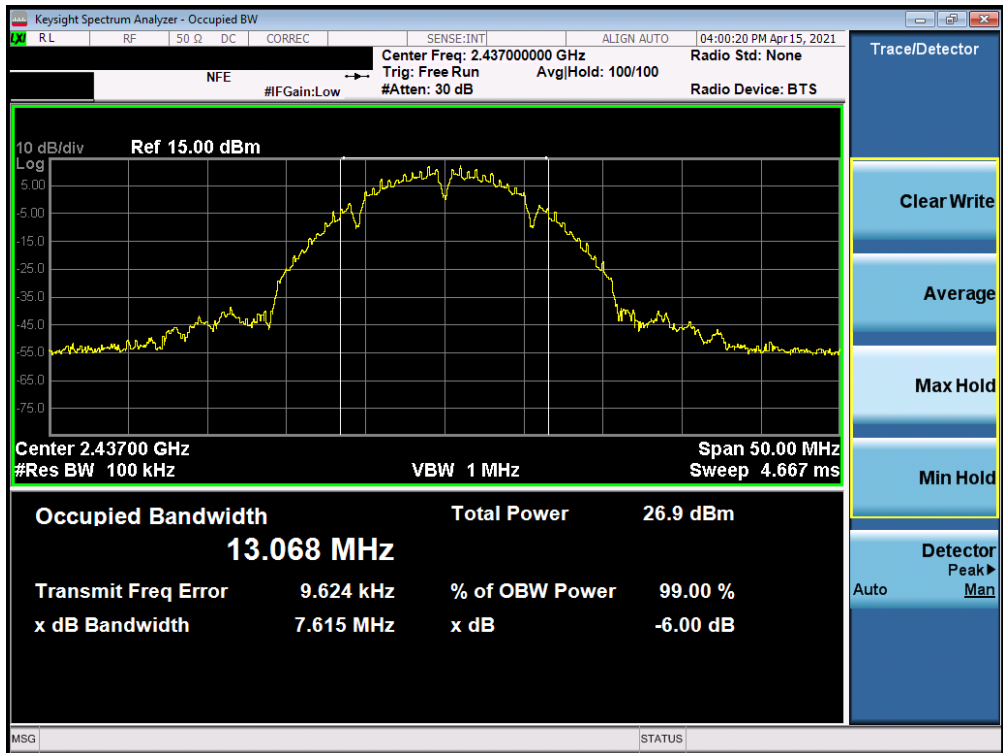 Keysight Spectrum Analyzer - Occupied BW
LXI RL RF 50 Ω DC CORREC SENSE:INT ALIGN AUTO 04:00:20 PM Apr 15, 2021
Center Freq: 2.437000000 GHz Radio Std: None
NFE Trig: Free Run Avg|Hold: 100/100
#IFGain:Low #Atten: 30 dB Radio Device: BTS
Trace/Detector
10 dB/div Ref 15.00 dBm
Log
5.00
-5.00
-15.0
-25.0
-35.0
-45.0
-55.0
-65.0
-75.0
Center 2.43700 GHz Span 50.00 MHz
#Res BW 100 kHz VBW 1 MHz Sweep 4.667 ms
Occupied Bandwidth Total Power 26.9 dBm
13.068 MHz
Transmit Freq Error 9.624 kHz % of OBW Power 99.00 %
x dB Bandwidth 7.615 MHz x dB -6.00 dB
Clear Write
Average
Max Hold
Min Hold
Detector
Peak▶
Auto Man
MSG STATUS